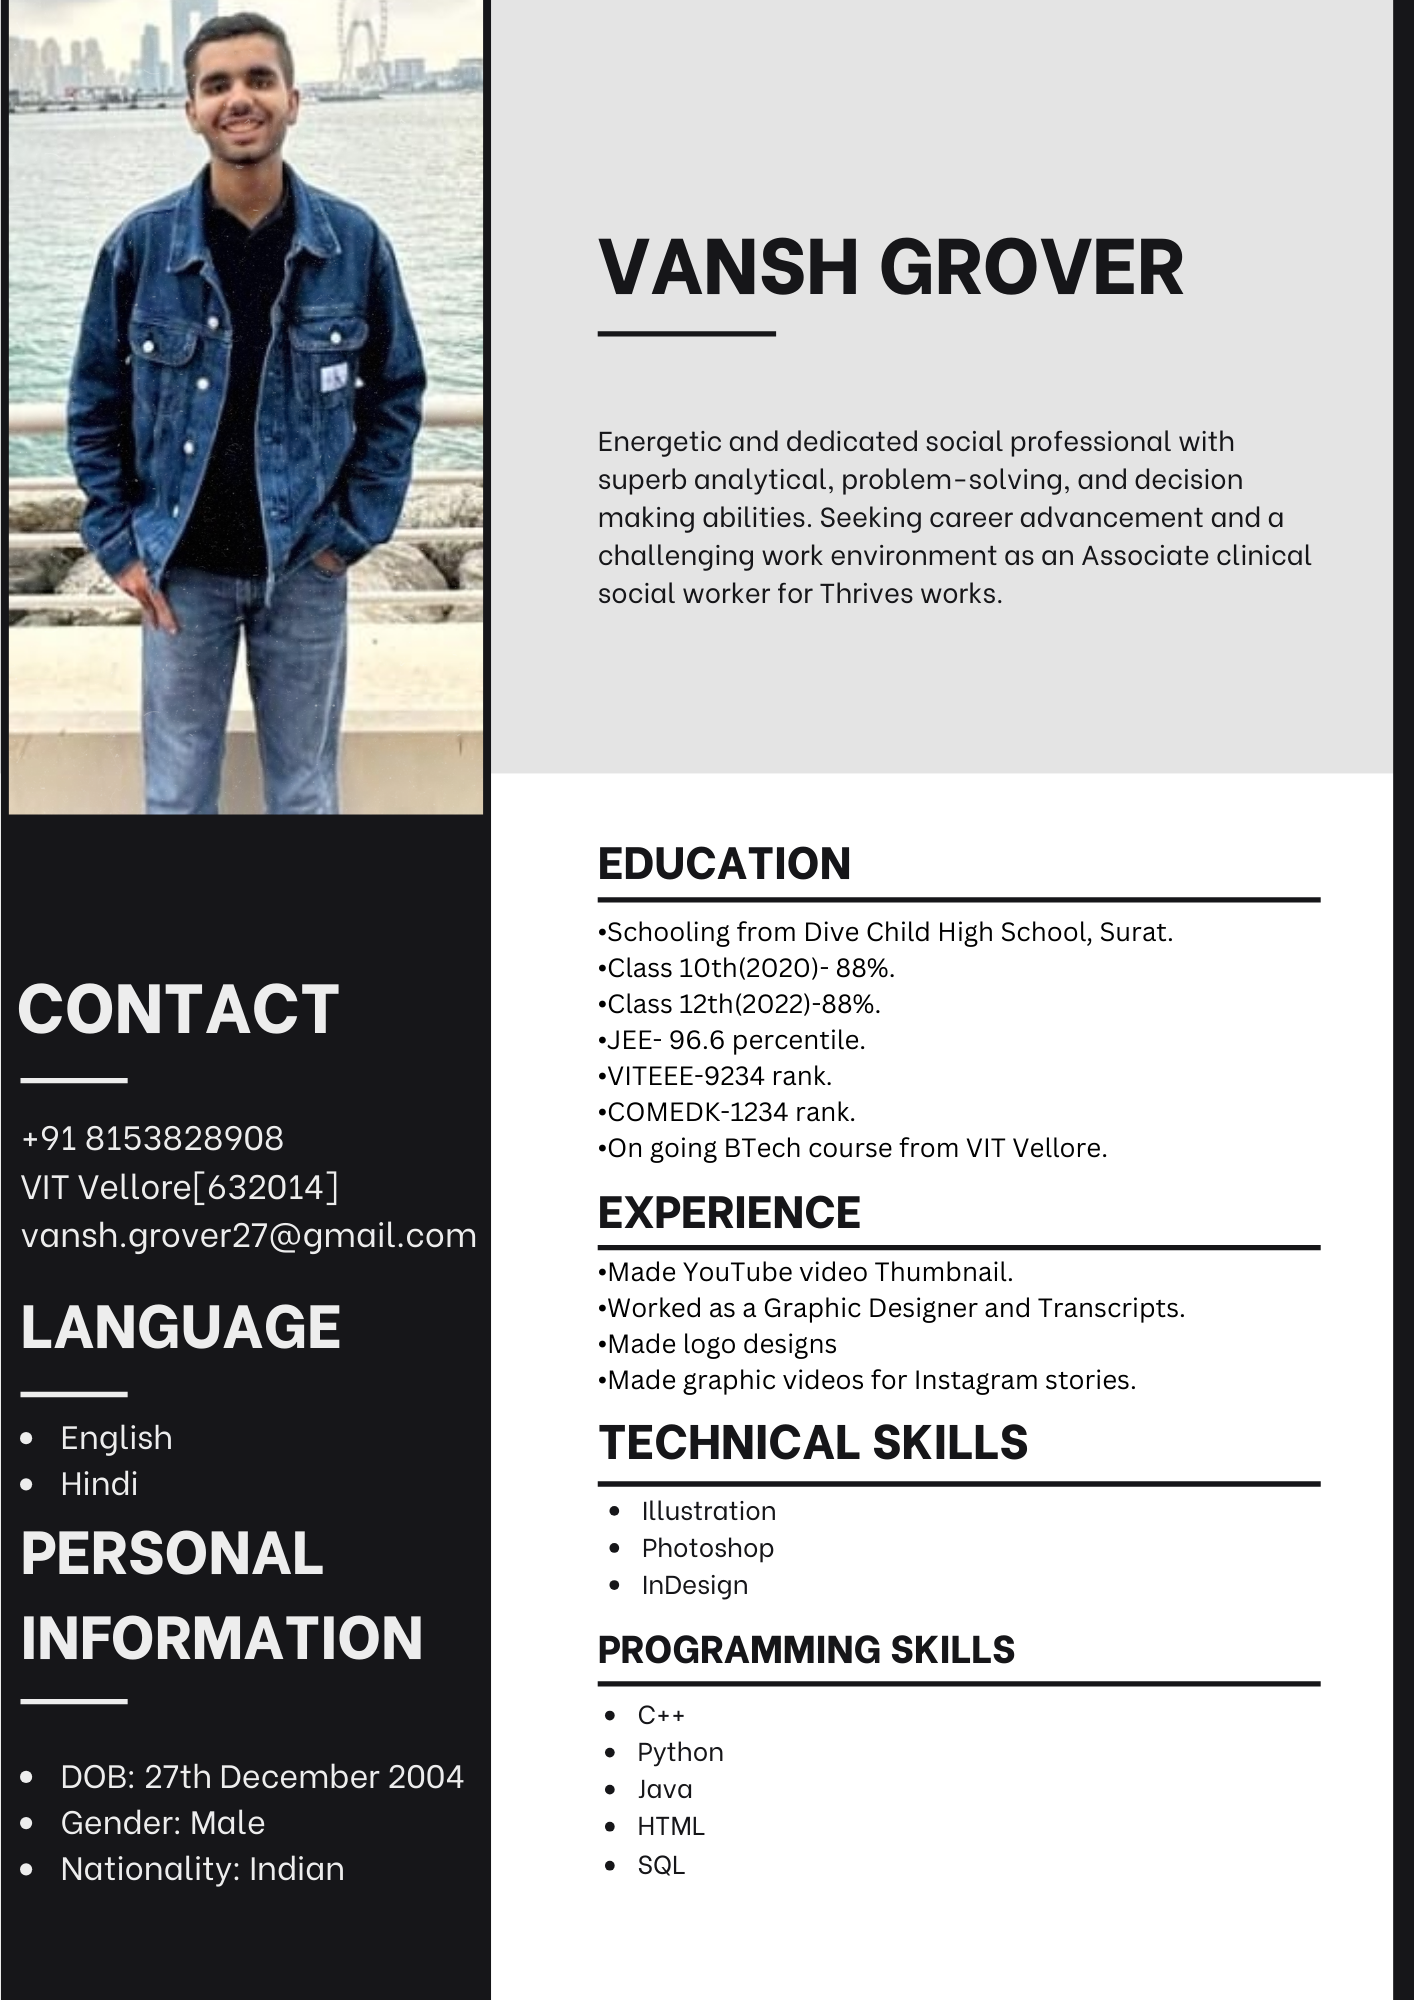 VANSH GROVER
Energetic and dedicated social professional with
superb analytical, problem-solving, and decision
making abilities. Seeking career advancement and a
challenging work environment as an Associate clinical
social worker for Thrives works.
CONTACT
+91 8153828908
VIT Vellore[632014]
vansh.grover27@gmail.com
LANGUAGE
• English
• Hindi
PERSONAL
INFORMATION
• DOB: 27th December 2004
• Gender: Male
• Nationality: Indian
EDUCATION
•Schooling from Dive Child High School, Surat.
•Class 10th(2020)- 88%.
•Class 12th(2022)-88%.
•JEE- 96.6 percentile.
•VITEEE-9234 rank.
•COMEDK-1234 rank.
•On going BTech course from VIT Vellore.
EXPERIENCE
•Made YouTube video Thumbnail.
•Worked as a Graphic Designer and Transcripts.
•Made logo designs
•Made graphic videos for Instagram stories.
TECHNICAL SKILLS
• Illustration
• Photoshop
• InDesign
PROGRAMMING SKILLS
• C++
• Python
• Java
• HTML
• SQL